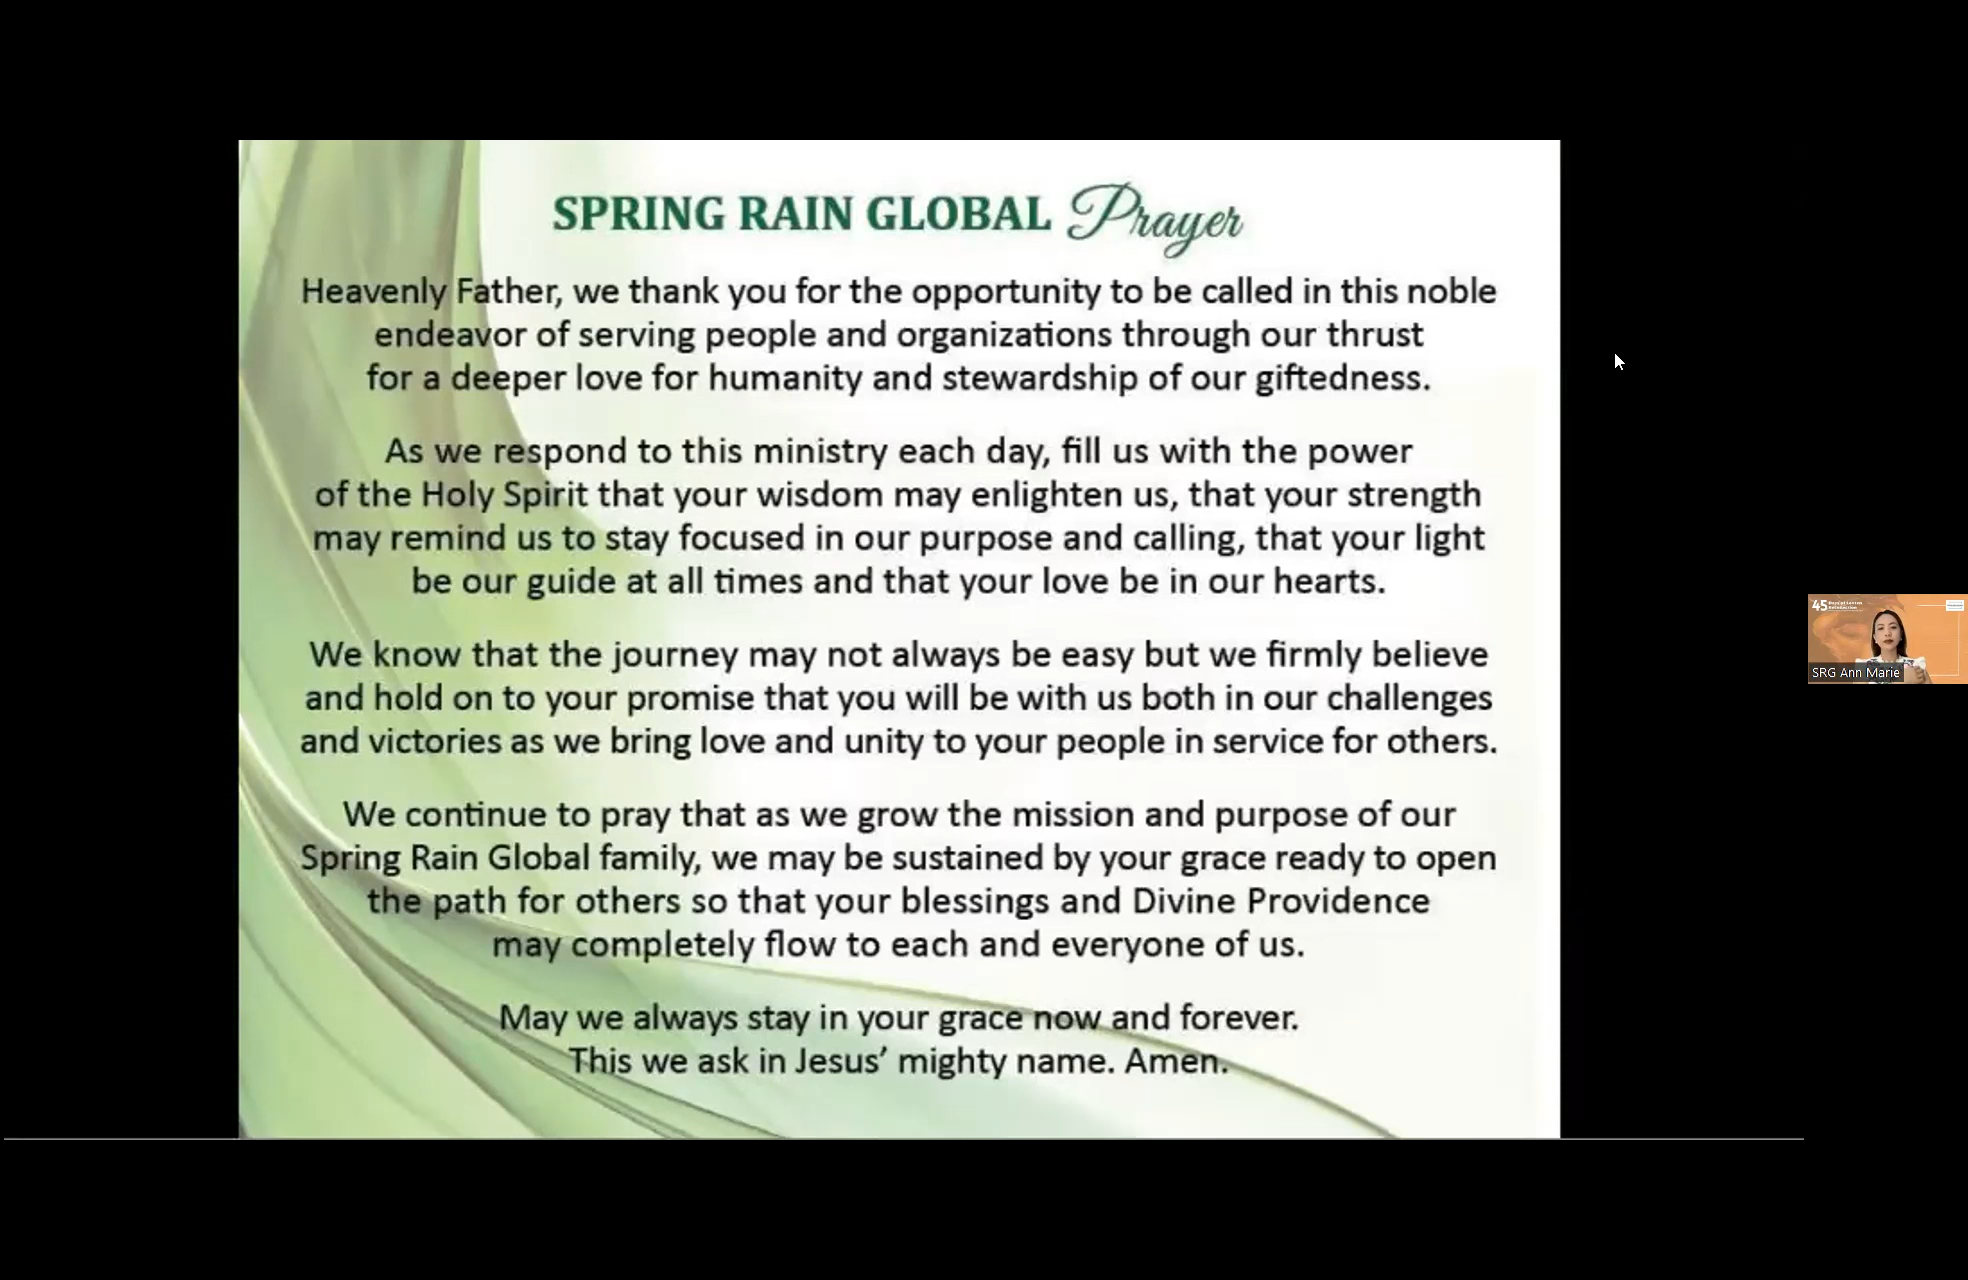 SPRING RAIN GLOBAL Prayer
Heavenly Father, we thank you for the opportunity to be called in this noble
endeavor of serving people and organizations through our thrust
for a deeper love for humanity and stewardship of our giftedness.
As we respond to this ministry each day, fill us with the power
of the Holy Spirit that your wisdom may enlighten us, that your strength
may remind us to stay focused in our purpose and calling, that your light
be our guide at all times and that your love be in our hearts.
We know that the journey may not always be easy but we firmly believe
and hold on to your promise that you will be with us both in our challenges
and victories as we bring love and unity to your people in service for others.
We continue to pray that as we grow the mission and purpose of our
Spring Rain Global family, we may be sustained by your grace ready to open
the path for others so that your blessings and Divine Providence
may completely flow to each and everyone of us.
May we always stay in your grace now and forever.
This we ask in Jesus’ mighty name. Amen.
45
SRG Ann Marie